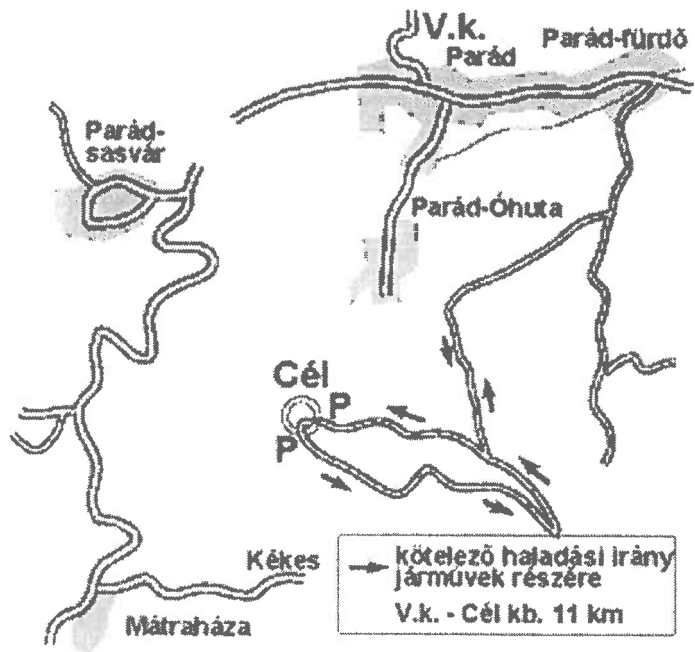 V.k.
Parád
Parád-fürdő
Parád-
sasvár
Parád-Óhuta
Cél
P
P
kötelező haladási irány
járművek részére
V.k. - Cél kb. 11 km
Kékes
Mátraháza